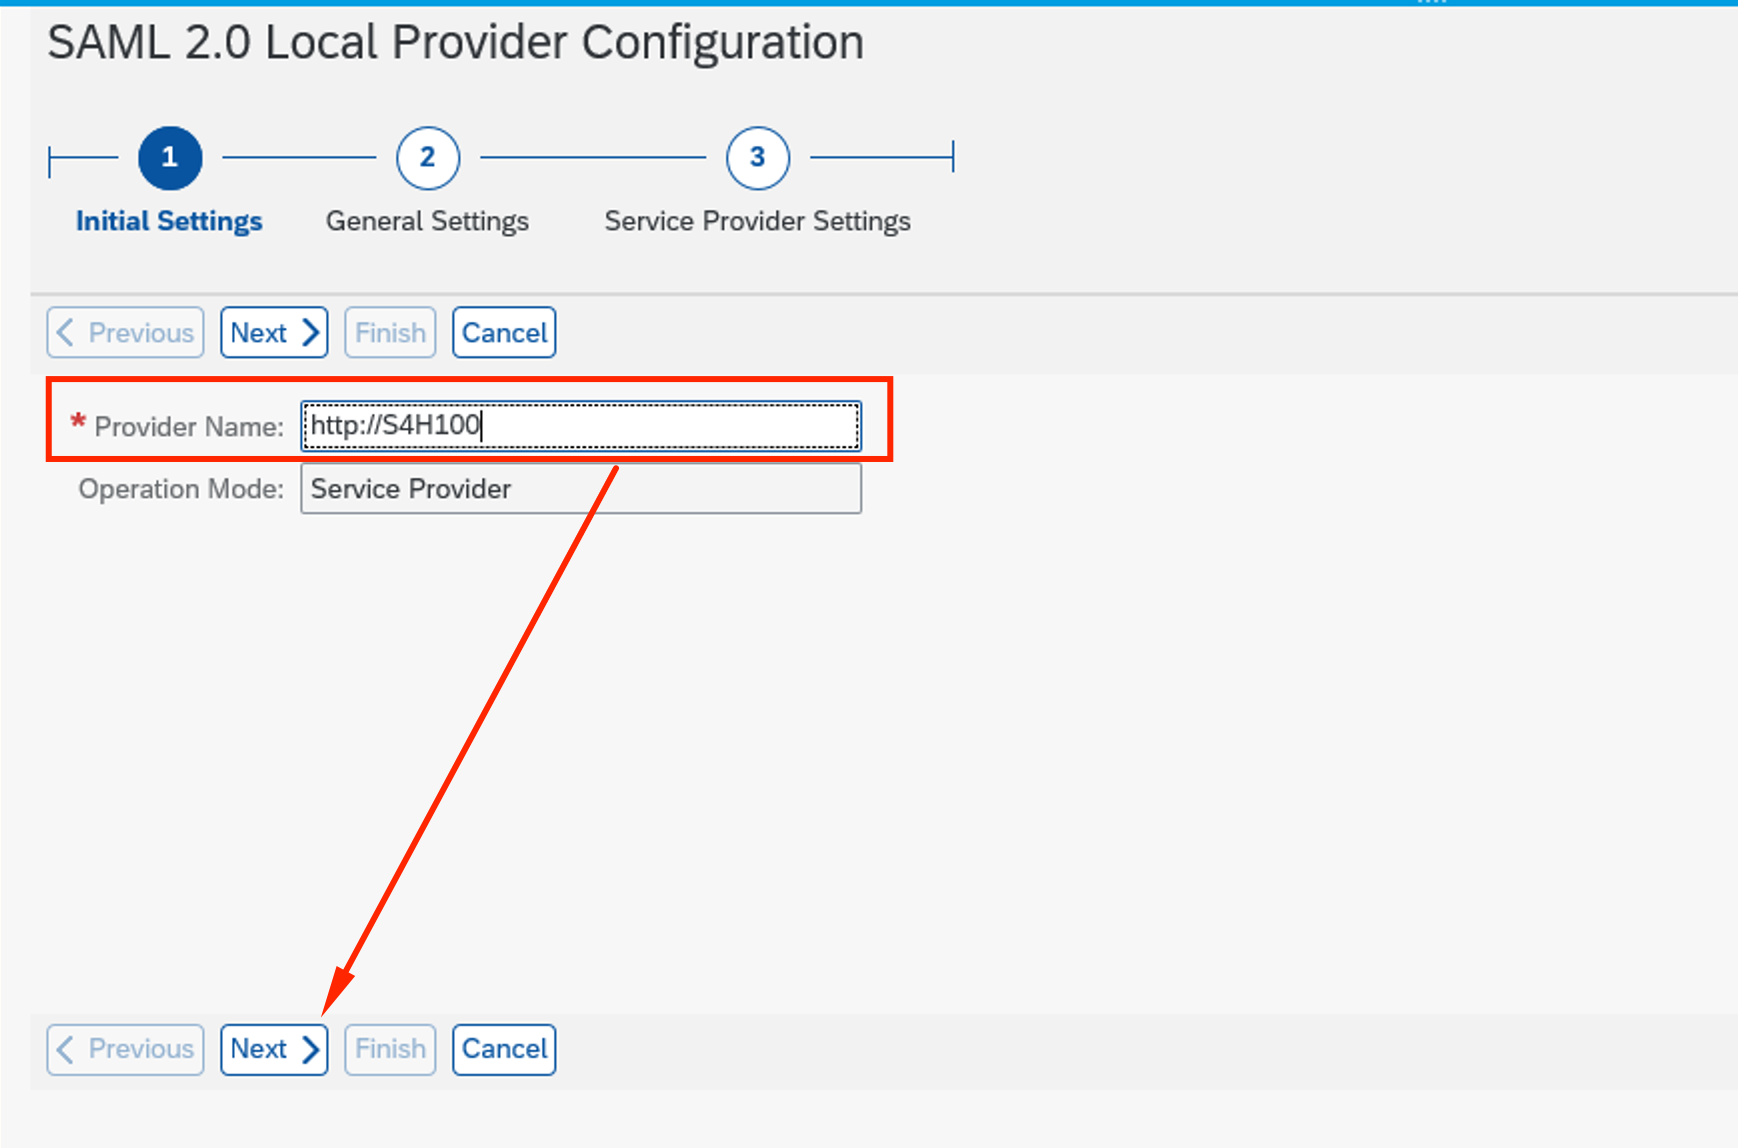 SAML 2.0 Local Provider Configuration
1 2 3
Initial Settings General Settings Service Provider Settings
Previous Next Finish Cancel
* Provider Name: http://S4H100
Operation Mode: Service Provider
Previous Next Finish Cancel